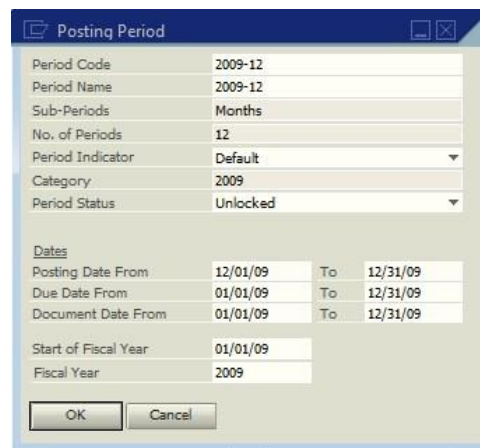 Posting Period
Period Code 2009-12
Period Name 2009-12
Sub-Periods Months
No. of Periods 12
Period Indicator Default
Category 2009
Period Status Unlocked
Dates
Posting Date From 12/01/09 To 12/31/09
Due Date From 01/01/09 To 12/31/09
Document Date From 01/01/09 To 12/31/09
Start of Fiscal Year 01/01/09
Fiscal Year 2009
OK Cancel